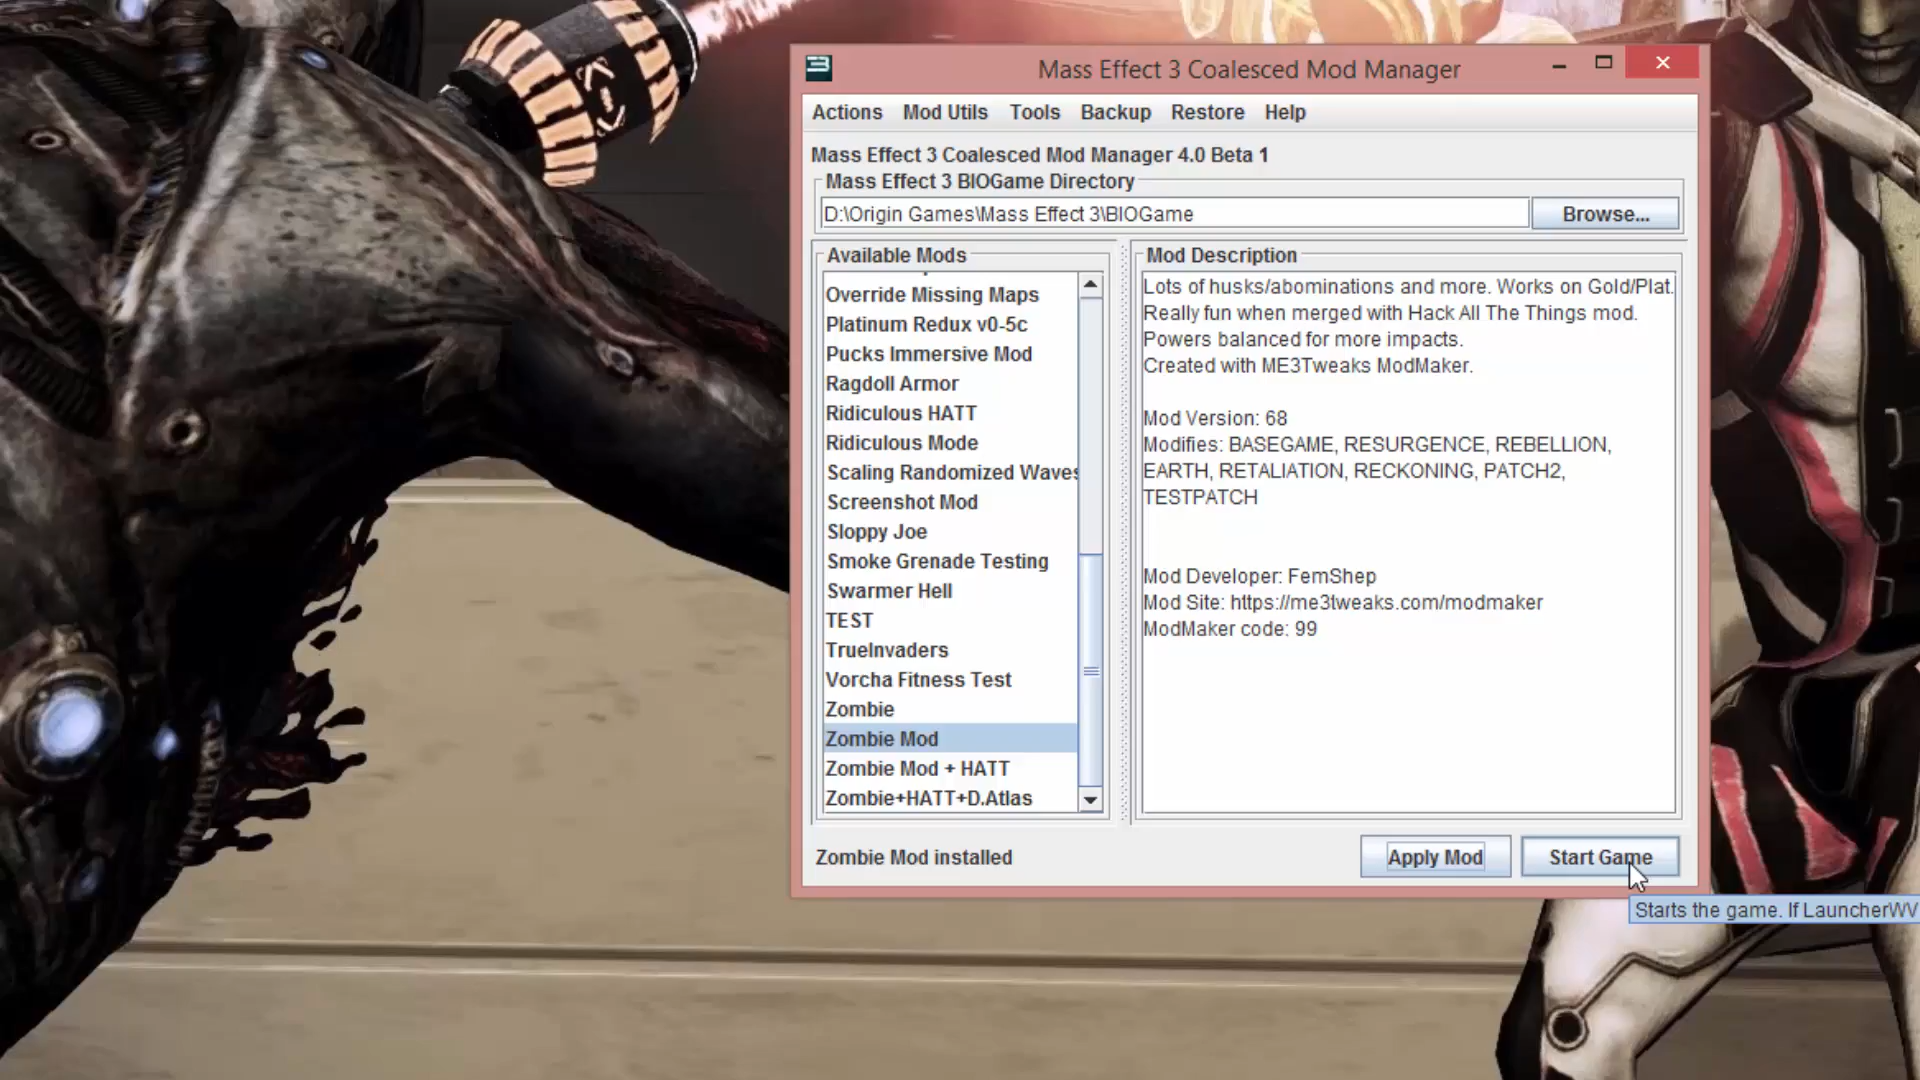 Mass Effect 3 Coalesced Mod Manager
Actions Mod Utils Tools Backup Restore Help
Mass Effect 3 Coalesced Mod Manager 4.0 Beta 1
Mass Effect 3 BIOGame Directory
D:\Origin Games\Mass Effect 3\BIOGame
Browse...
Available Mods
Override Missing Maps
Platinum Redux v0-5c
Pucks Immersive Mod
Ragdoll Armor
Ridiculous HATT
Ridiculous Mode
Scaling Randomized Waves
Screenshot Mod
Sloppy Joe
Smoke Grenade Testing
Swarmer Hell
TEST
TrueInvaders
Vorcha Fitness Test
Zombie
Zombie Mod
Zombie Mod + HATT
Zombie+HATT+D.Atlas
Mod Description
Lots of husks/abominations and more. Works on Gold/Plat.
Really fun when merged with Hack All The Things mod.
Powers balanced for more impacts.
Created with ME3Tweaks ModMaker.
Mod Version: 68
Modifies: BASEGAME, RESURGENCE, REBELLION,
EARTH, RETALIATION, RECKONING, PATCH2,
TESTPATCH
Mod Developer: FemShep
Mod Site: https://me3tweaks.com/modmaker
ModMaker code: 99
Zombie Mod installed
Apply Mod
Start Game
Starts the game. If LauncherWV